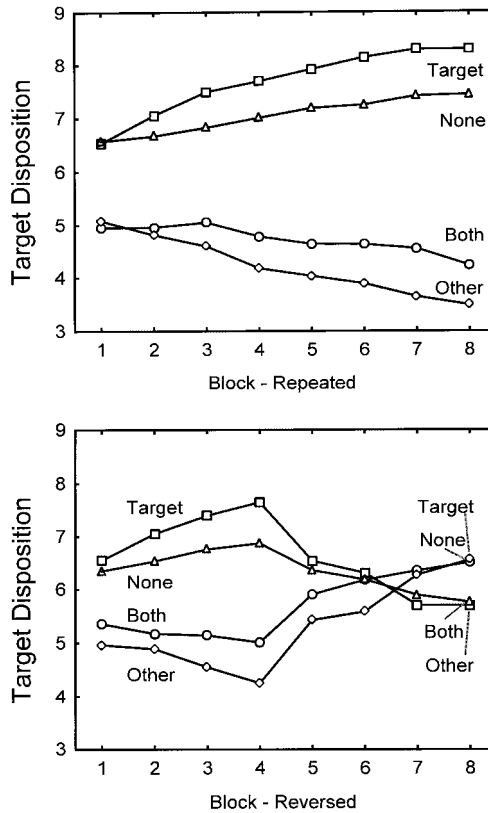 9
8
7
6
5
4
3
Target Disposition
Target
None
Both
Other
1 2 3 4 5 6 7 8
Block - Repeated
9
8
7
6
5
4
3
Target Disposition
Target
None
Both
Other
Target
None
Both
Other
1 2 3 4 5 6 7 8
Block - Reversed